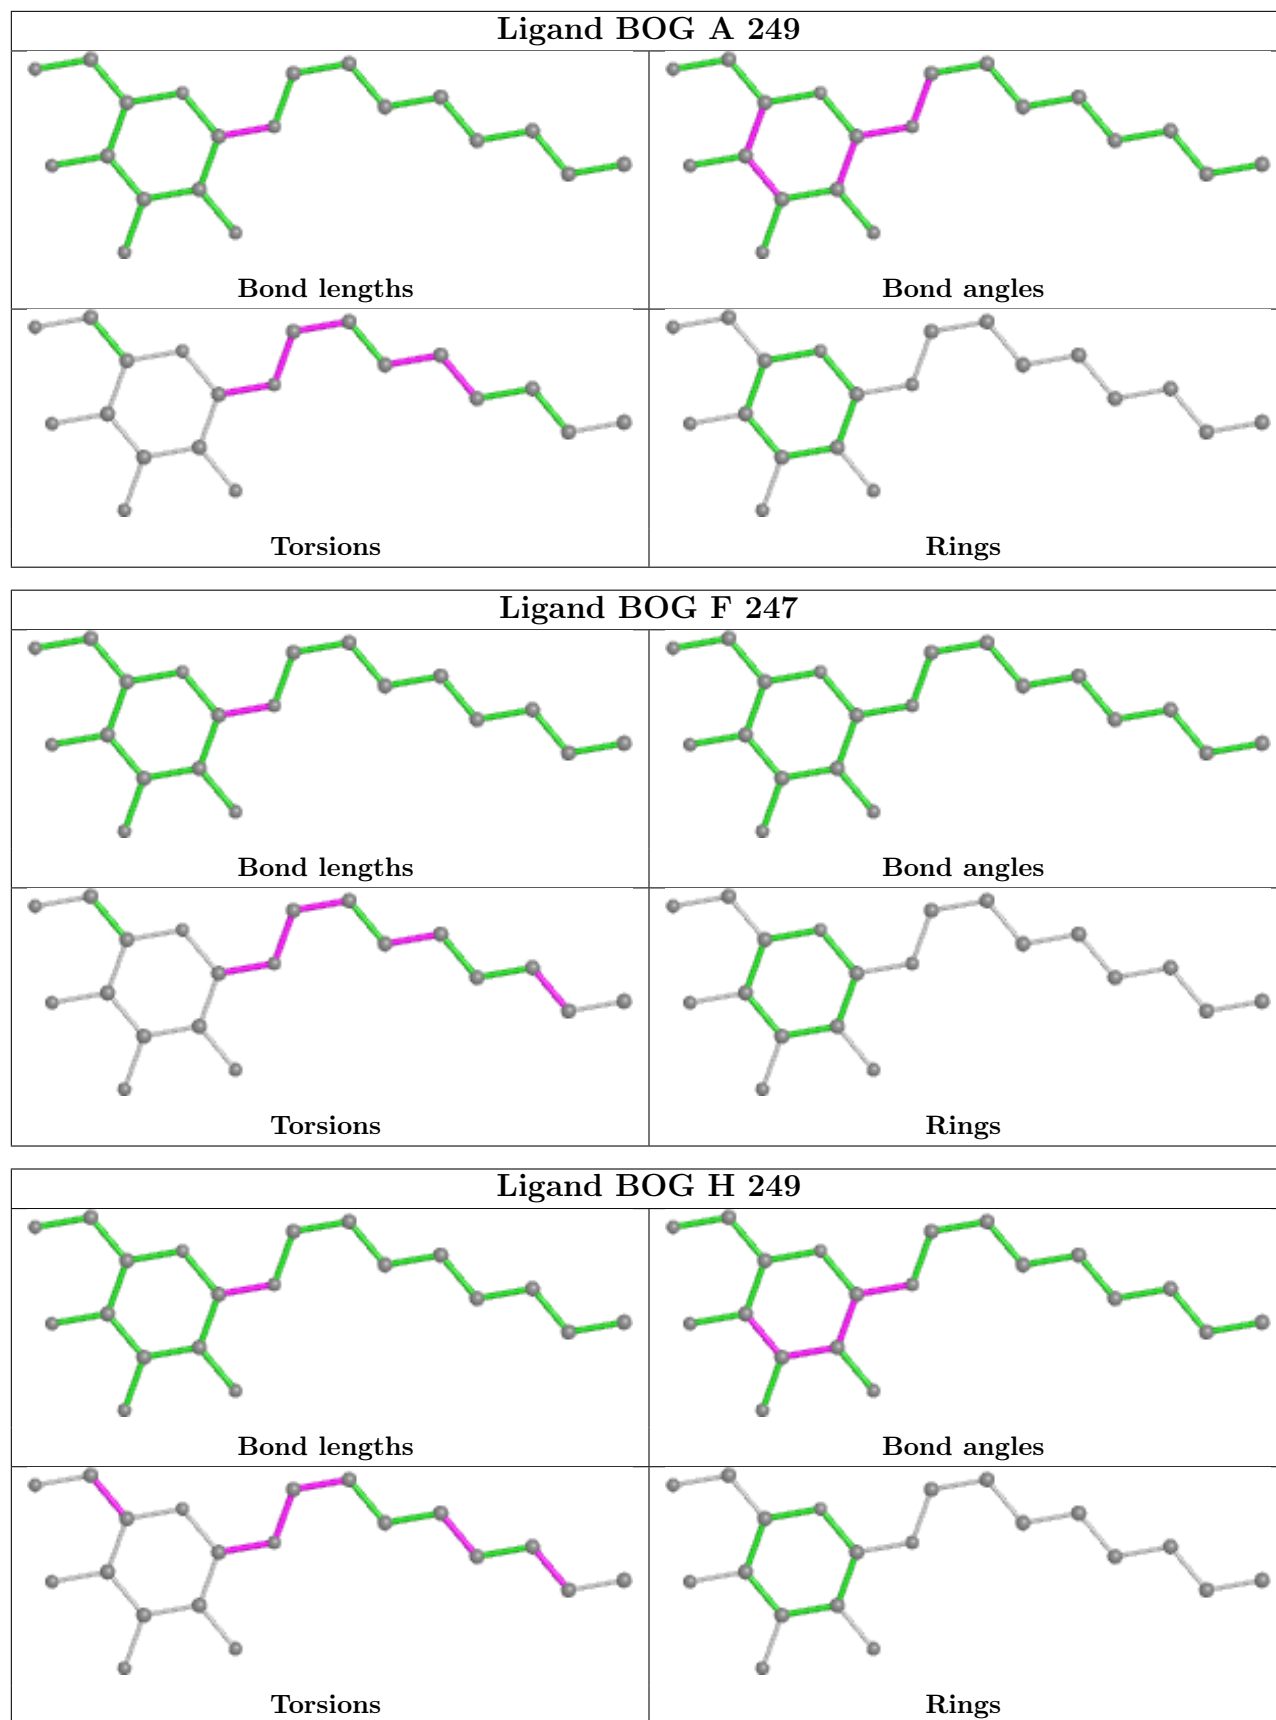 Ligand BOG A 249
Bond lengths
Bond angles
Torsions
Rings
Ligand BOG F 247
Bond lengths
Bond angles
Torsions
Rings
Ligand BOG H 249
Bond lengths
Bond angles
Torsions
Rings